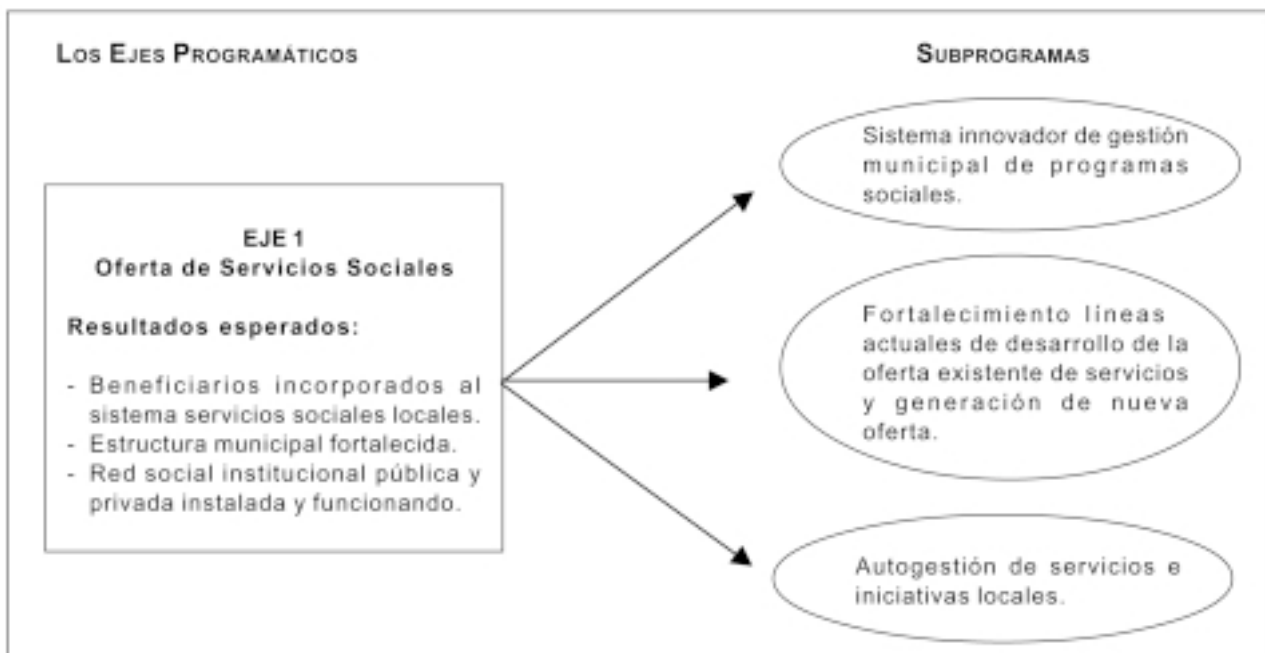 LOS EJES PROGRAMÁTICOS
SUBPROGRAMAS
EJE 1
Oferta de Servicios Sociales
Resultados esperados:
- Beneficiarios incorporados al
sistema servicios sociales locales.
- Estructura municipal fortalecida.
- Red social institucional pública y
privada instalada y funcionando.
Sistema innovador de gestión
municipal de programas
sociales.
Fortalecimiento líneas
actuales de desarrollo de la
oferta existente de servicios
y generación de nueva
oferta.
Autogestión de servicios e
iniciativas locales.